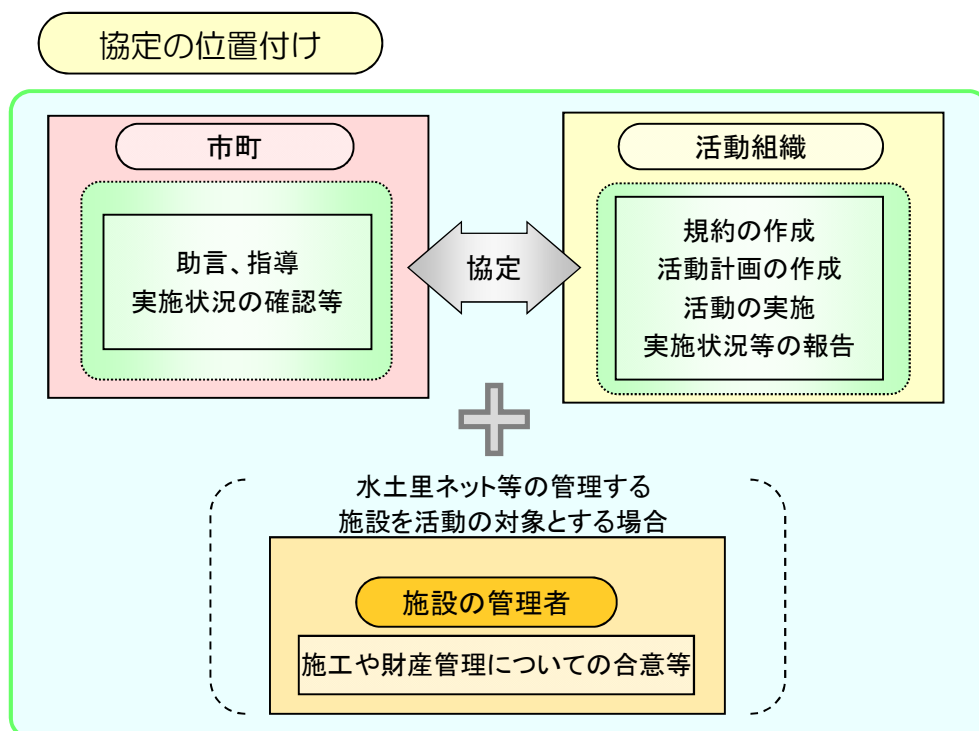 協定の位置付け
市町
助言、指導
実施状況の確認等
協定
活動組織
規約の作成
活動計画の作成
活動の実施
実施状況等の報告
水土里ネット等の管理する
施設を活動の対象とする場合
施設の管理者
施工や財産管理についての合意等